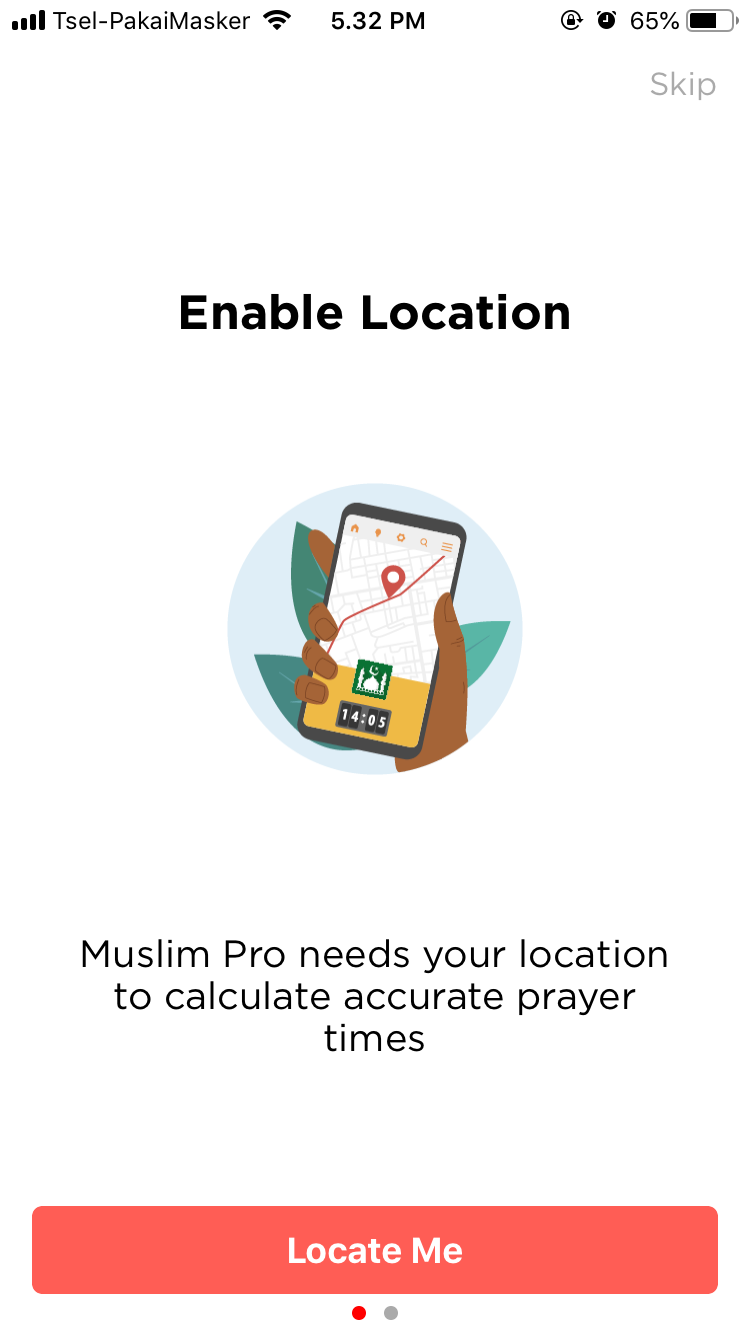 Tsel-PakaiMasker 5.32 PM 65%
Skip
Enable Location
14:05
Muslim Pro needs your location
to calculate accurate prayer
times
Locate Me